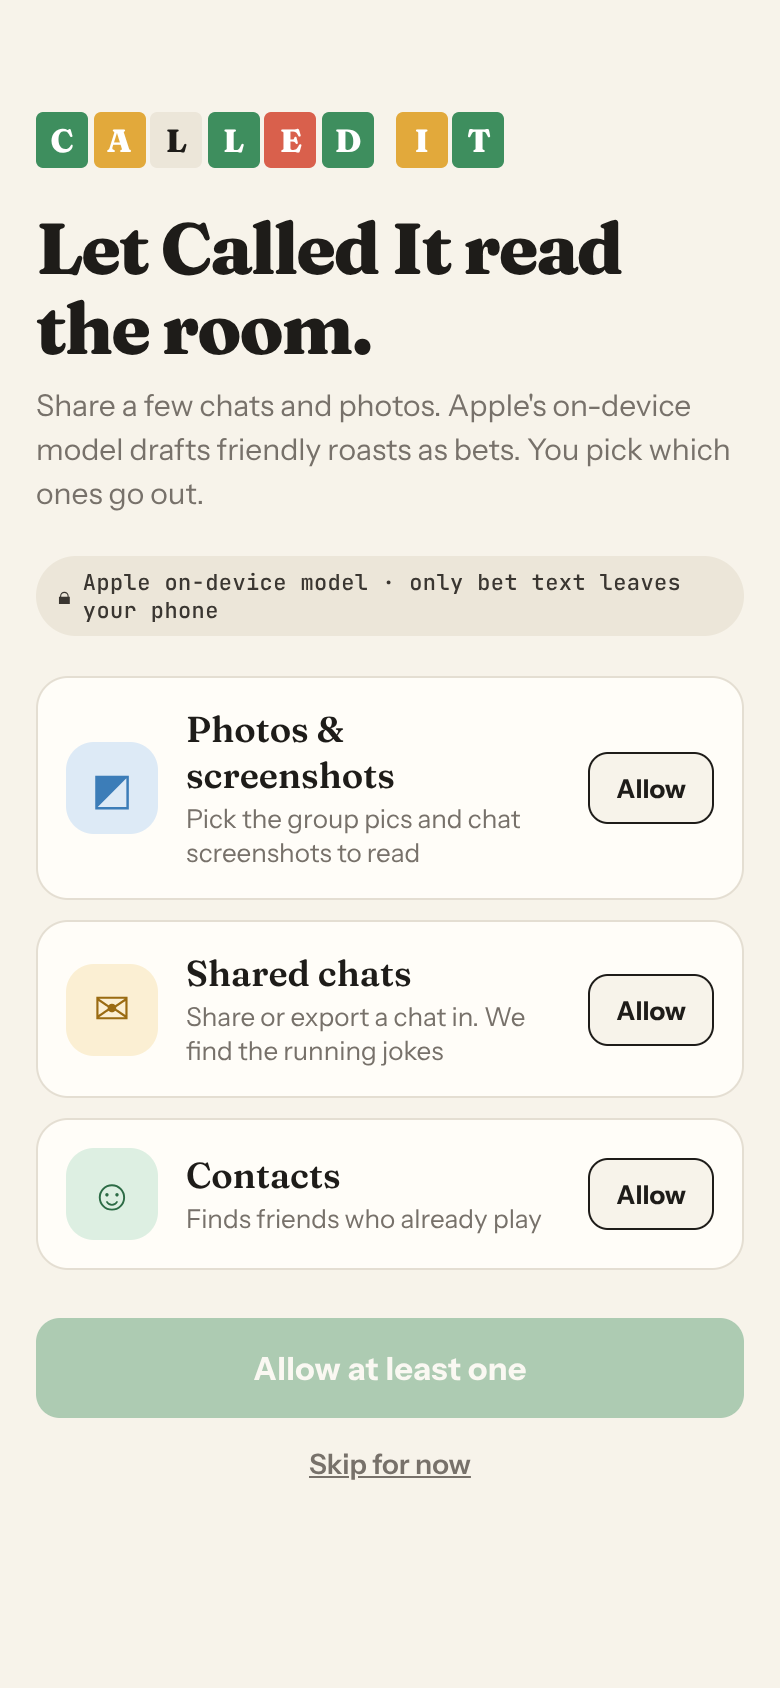 CALLED IT
Let Called It read
the room.
Share a few chats and photos. Apple's on-device
model drafts friendly roasts as bets. You pick which
ones go out.
Apple on-device model · only bet text leaves
your phone
Photos &
screenshots
Pick the group pics and chat
screenshots to read
Allow
Shared chats
Share or export a chat in. We
find the running jokes
Allow
Contacts
Finds friends who already play
Allow
Allow at least one
Skip for now